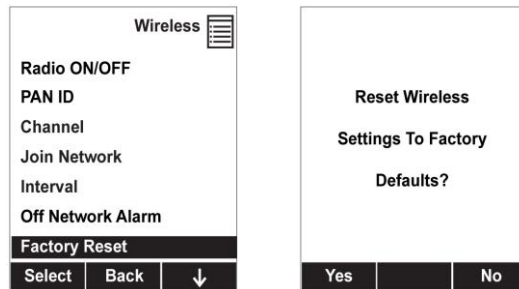 Wireless
Radio ON/OFF
PAN ID
Channel
Join Network
Interval
Off Network Alarm
Factory Reset
Select Back ↓
Reset Wireless
Settings To Factory
Defaults?
Yes No